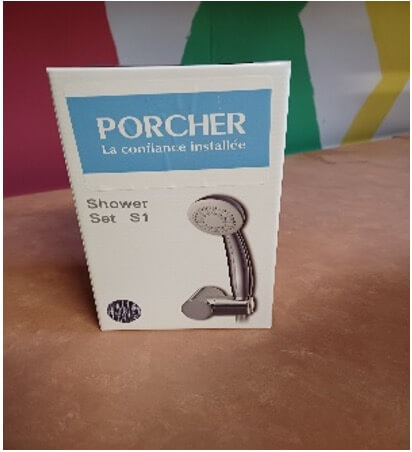 PORCHER
La confiance installée
Shower
Set S1